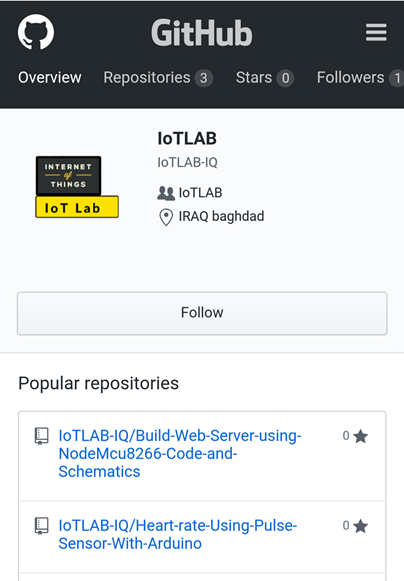 GitHub
Overview Repositories 3 Stars 0 Followers 1
IoTLAB
IoTLAB-IQ
IoTLAB
IRAQ baghdad
INTERNET
of
THINGS
IoT Lab
Follow
Popular repositories
IoTLAB-IQ/Build-Web-Server-using-
NodeMcu8266-Code-and-
Schematics
0
IoTLAB-IQ/Heart-rate-Using-Pulse-
Sensor-With-Arduino
0